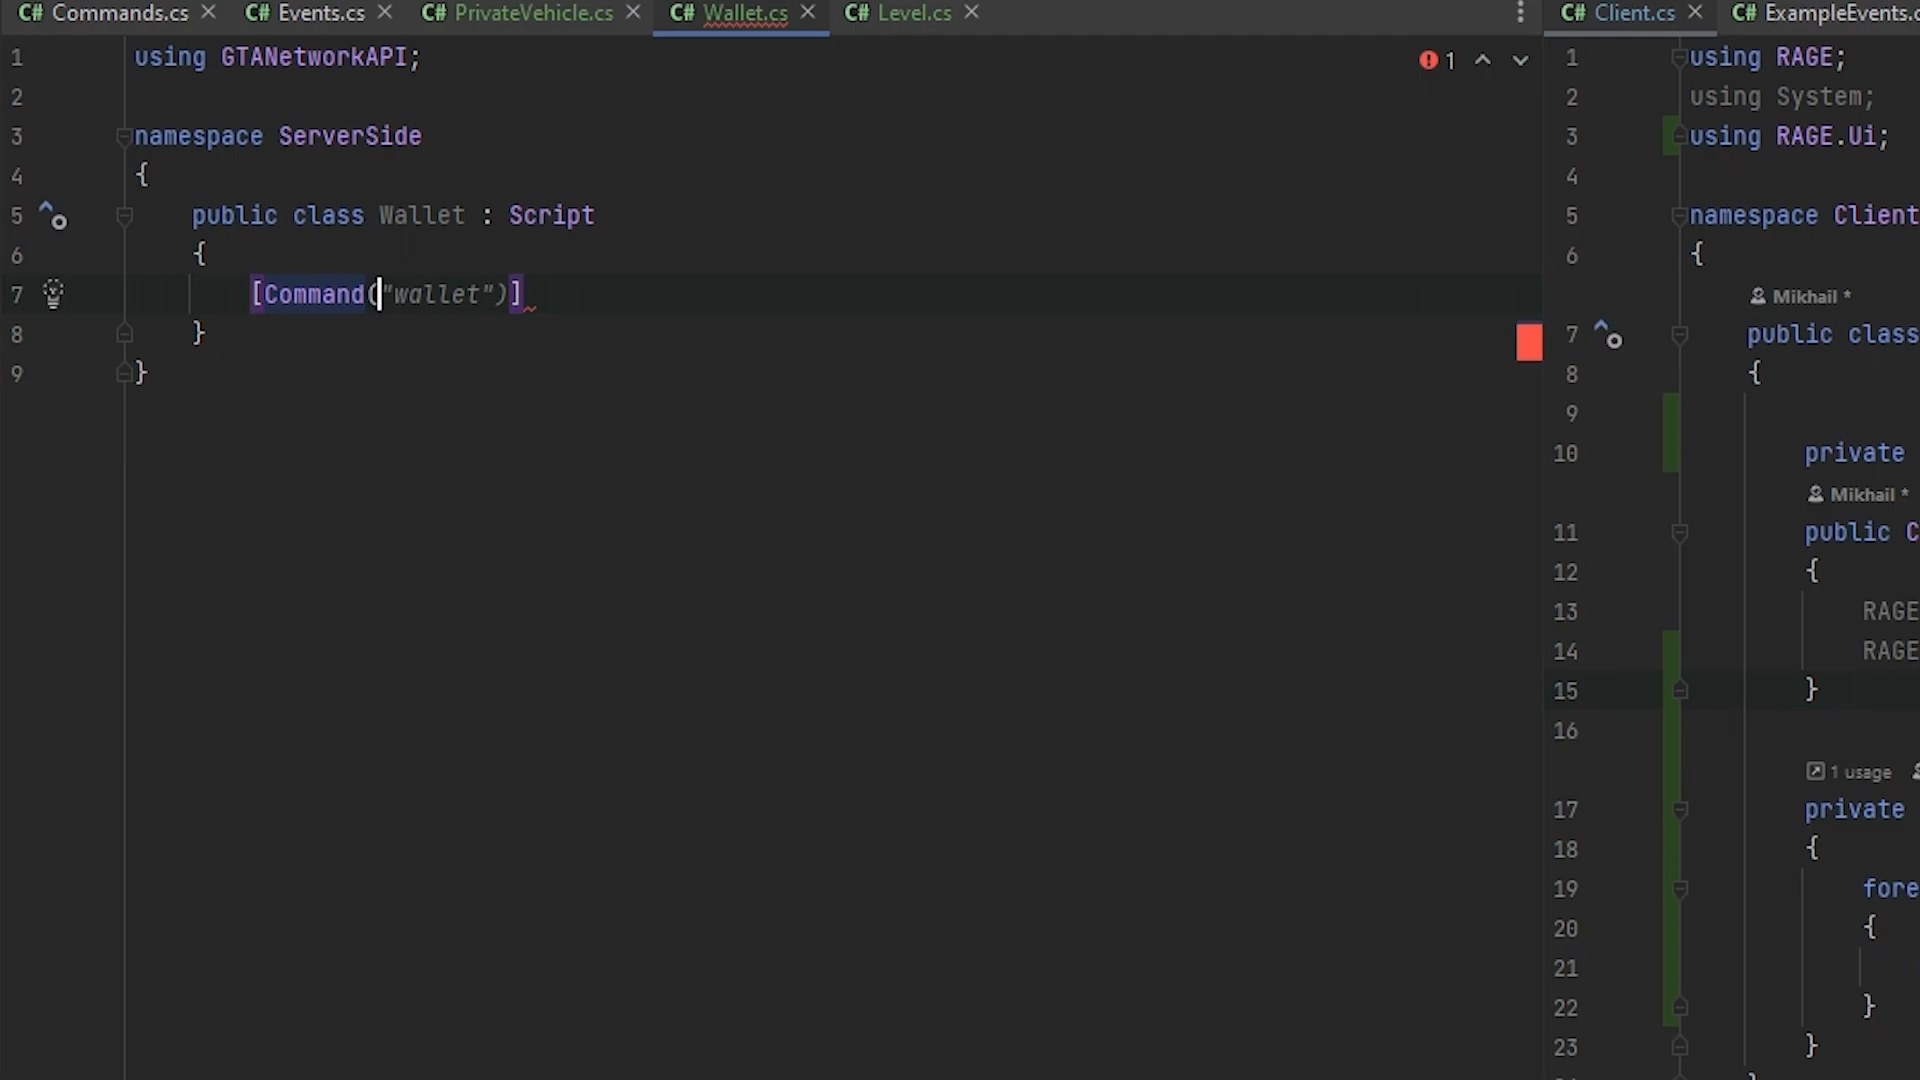 C# Commands.cs
C# Events.cs
C# PrivateVehicle.cs
C# Wallet.cs
C# Level.cs
1 using GTANetworkAPI;
2
3 namespace ServerSide
4 {
5 public class Wallet : Script
6 {
7 [Command("wallet")]
8 }
9 }
1
C# Client.cs
C# ExampleEvents.c
1 using RAGE;
2 using System;
3 using RAGE.Ui;
4
5 namespace Client
6 {
Mikhail *
7 public class
8 {
9
10 private
Mikhail *
11 public C
12 {
13 RAGE
14 RAGE
15 }
16
1 usage
17 private
18 {
19 fore
20 {
21
22 }
23 }